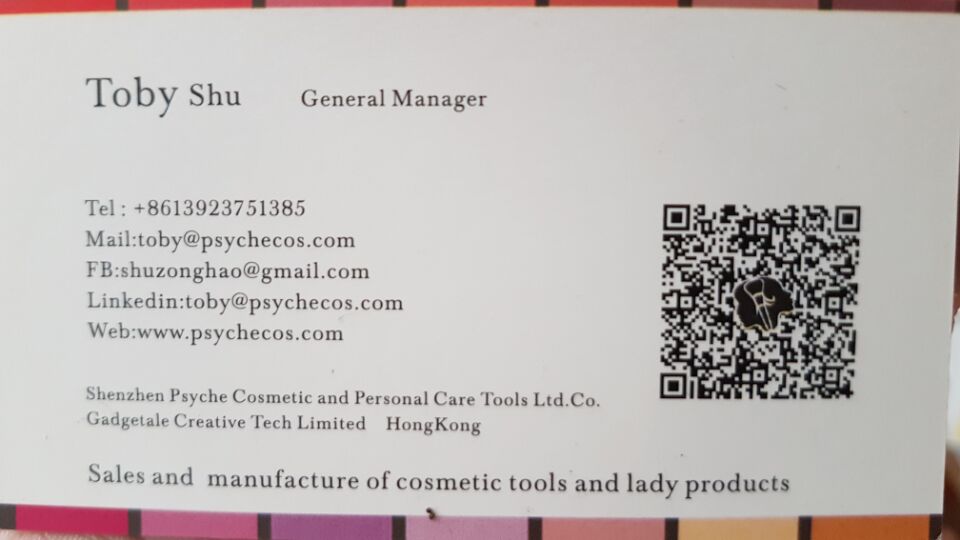 Toby Shu General Manager
Tel : +8613923751385
Mail:toby@psychecos.com
FB:shuzonghao@gmail.com
Linkedin:toby@psychecos.com
Web:www.psychecos.com
Shenzhen Psyche Cosmetic and Personal Care Tools Ltd.Co.
Gadgetale Creative Tech Limited HongKong
Sales and manufacture of cosmetic tools and lady products